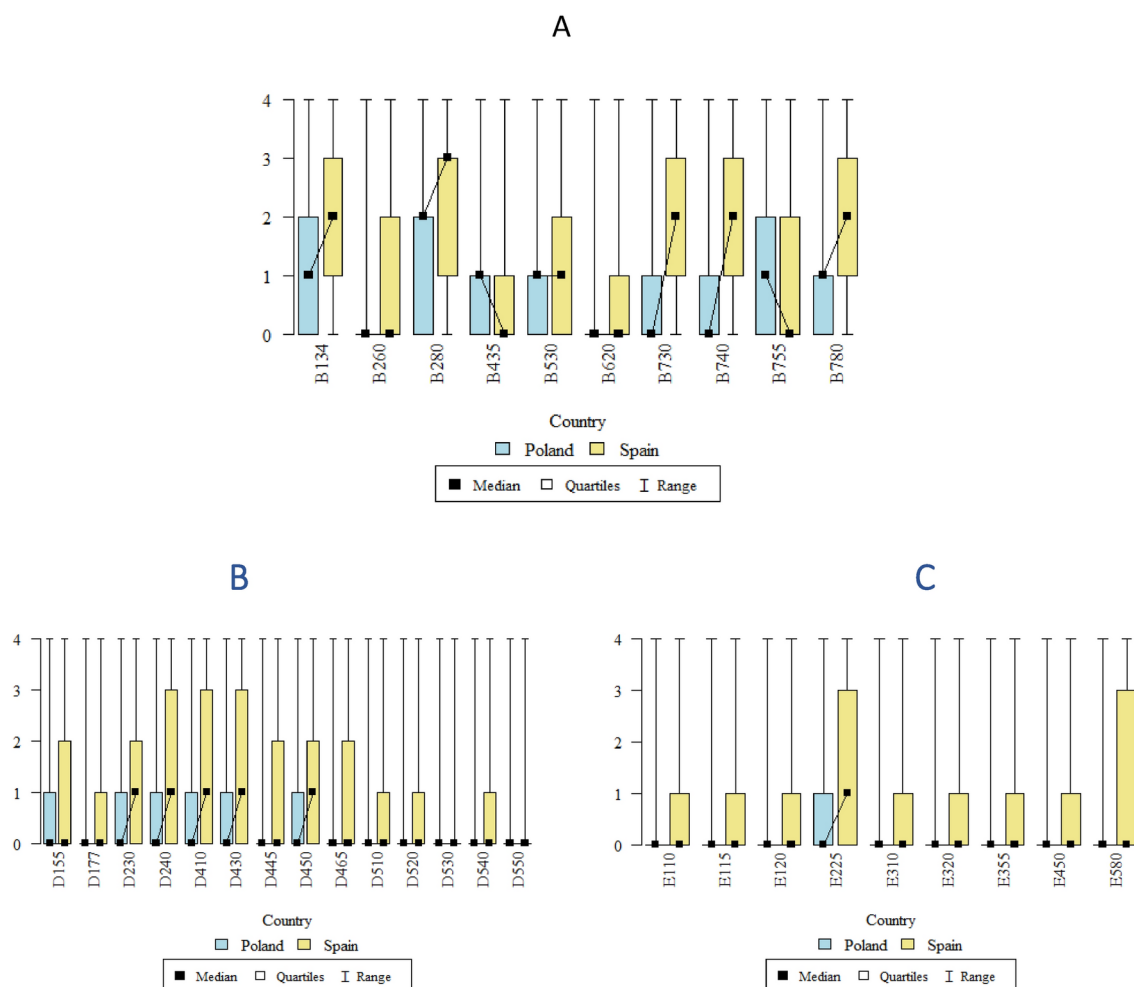 A
4
3
2
1
0
B134 B260 B280 B435 B530 B620 B730 B740 B755 B780
Country
Poland Spain
Median Quartiles Range
B
4
3
2
1
0
D155 D177 D230 D240 D410 D430 D445 D450 D465 D510 D520 D530 D540 D550
Country
Poland Spain
Median Quartiles Range
C
4
3
2
1
0
E110 E115 E120 E225 E310 E320 E355 E450 E580
Country
Poland Spain
Median Quartiles Range